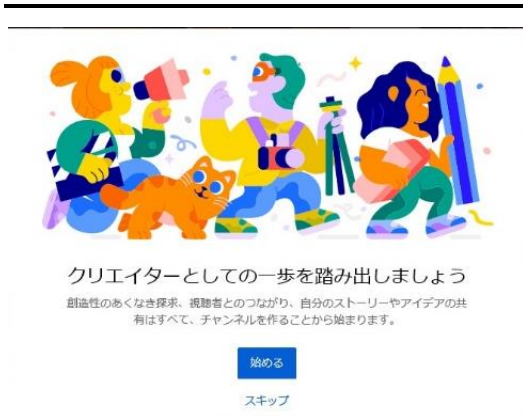 クリエイターとしての一歩を踏み出しましょう
創造性のあくなき探求、視聴者とのつながり、自分のストーリーやアイデアの共
有はすべて、チャンネルを作ることから始まります。
始める
スキップ